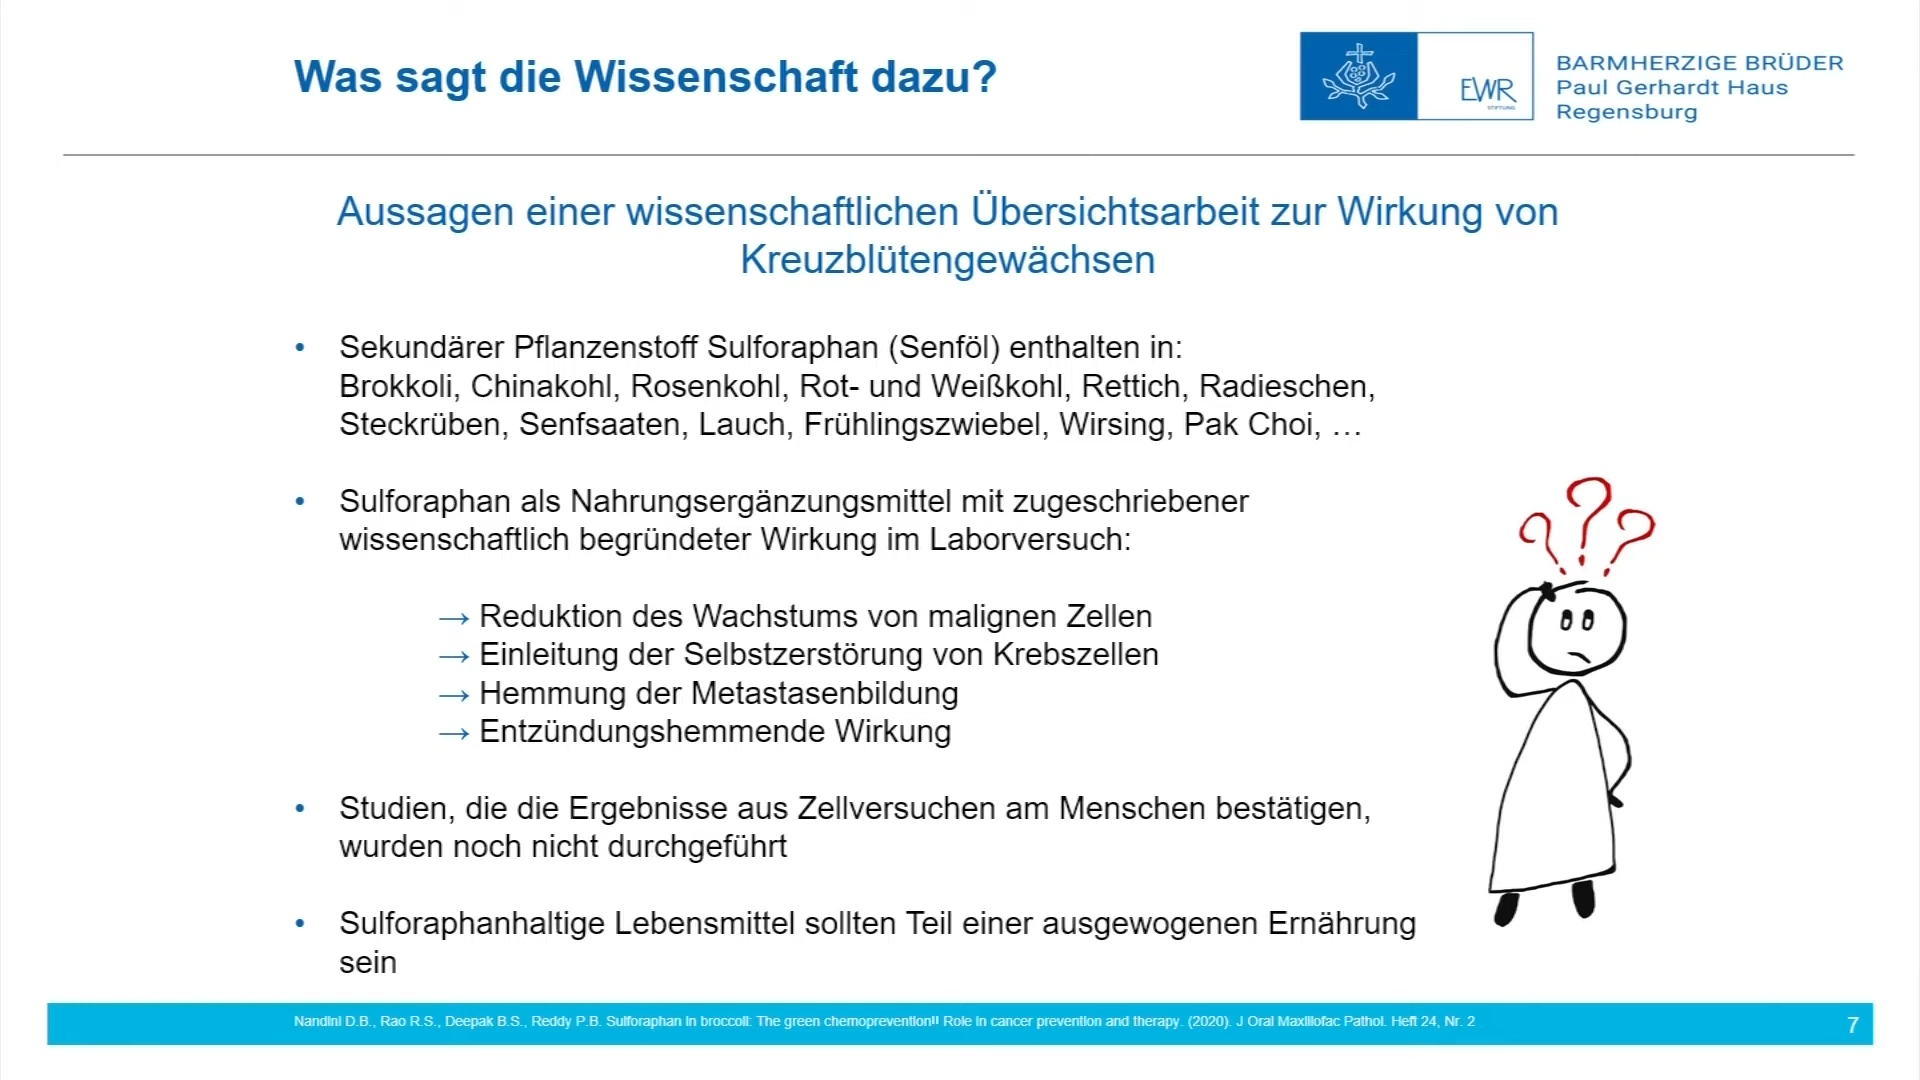 Was sagt die Wissenschaft dazu?
EWR
STIFTUNG
BARMHERZIGE BRÜDER
Paul Gerhardt Haus
Regensburg
Aussagen einer wissenschaftlichen Übersichtsarbeit zur Wirkung von
Kreuzblütengewächsen
• Sekundärer Pflanzenstoff Sulforaphan (Senföl) enthalten in:
Brokkoli, Chinakohl, Rosenkohl, Rot- und Weißkohl, Rettich, Radieschen,
Steckrüben, Senfsaaten, Lauch, Frühlingszwiebel, Wirsing, Pak Choi, …
• Sulforaphan als Nahrungsergänzungsmittel mit zugeschriebener
wissenschaftlich begründeter Wirkung im Laborversuch:
→ Reduktion des Wachstums von malignen Zellen
→ Einleitung der Selbstzerstörung von Krebszellen
→ Hemmung der Metastasenbildung
→ Entzündungshemmende Wirkung
• Studien, die die Ergebnisse aus Zellversuchen am Menschen bestätigen,
wurden noch nicht durchgeführt
• Sulforaphanhaltige Lebensmittel sollten Teil einer ausgewogenen Ernährung
sein
???
Nandini D.B., Rao R.S., Deepak B.S., Reddy P.B. Sulforaphan in broccoli: The green chemoprevention!! Role in cancer prevention and therapy. (2020). J Oral Maxillofac Pathol. Heft 24, Nr. 2
7